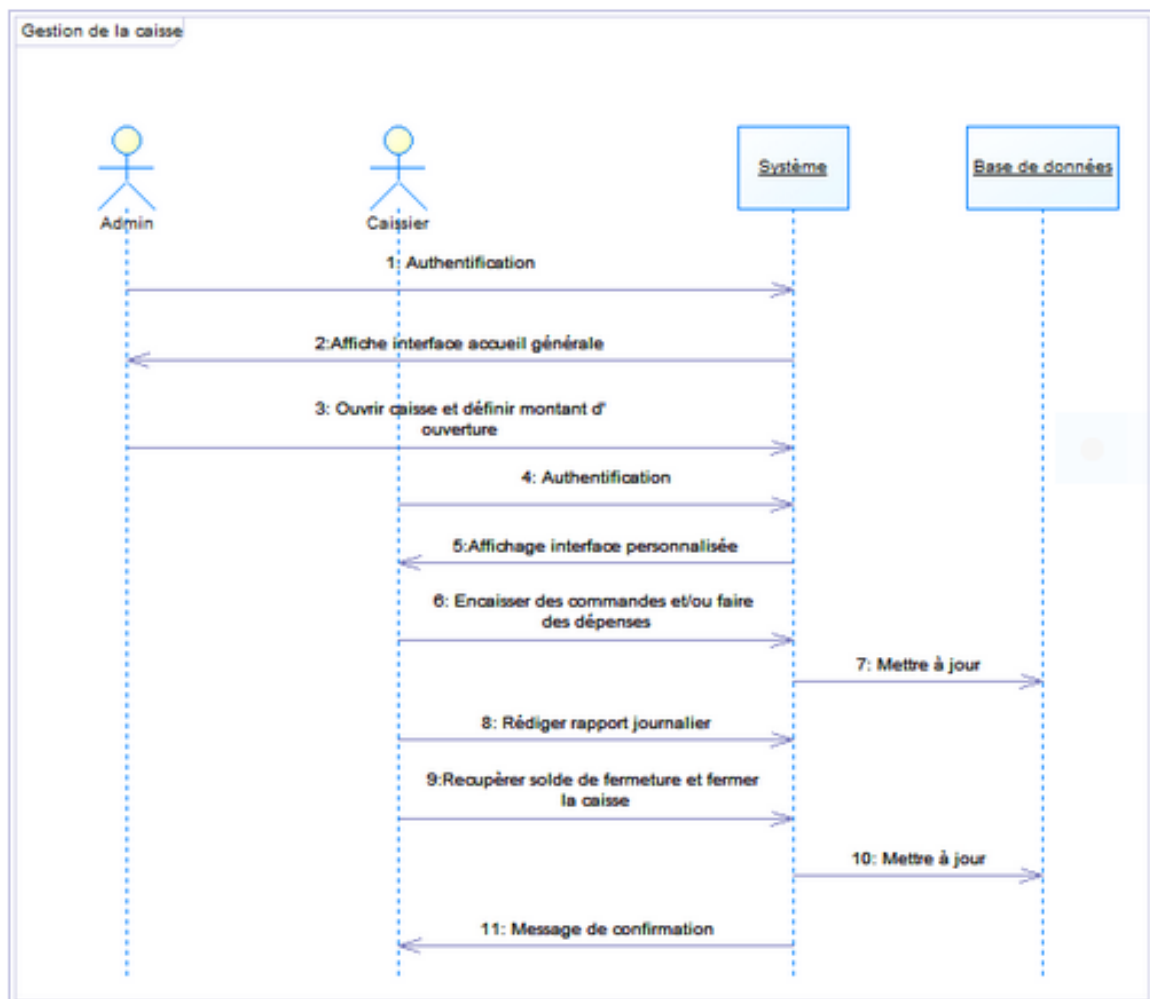 Gestion de la caisse
Système
Base de données
Admin
Caissier
1: Authentification
2:Affiche interface accueil générale
3: Ouvrir caisse et définir montant d'
ouverture
4: Authentification
5:Affichage interface personnalisée
6: Encaisser des commandes et/ou faire
des dépenses
7: Mettre à jour
8: Rédiger rapport journalier
9:Recupèrer solde de fermeture et fermer
la caisse
10: Mettre à jour
11: Message de confirmation